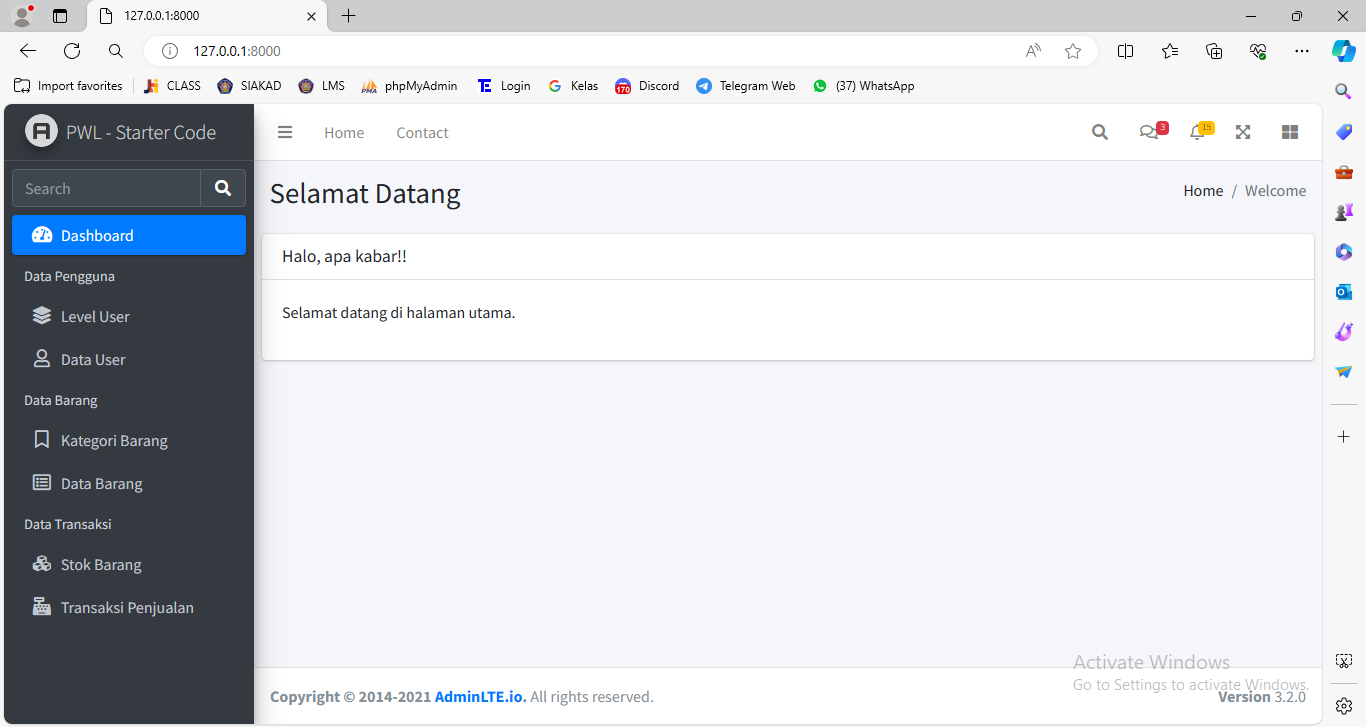 127.0.0.1:8000
127.0.0.1:8000
Import favorites CLASS SIAKAD LMS phpMyAdmin Login Kelas 170 Discord Telegram Web (37) WhatsApp
PWL - Starter Code
Home Contact 3 15
Search
Selamat Datang
Home / Welcome
Dashboard
Halo, apa kabar!!
Data Pengguna
Level User
Selamat datang di halaman utama.
Data User
Data Barang
Kategori Barang
Data Barang
Data Transaksi
Stok Barang
Transaksi Penjualan
Activate Windows
Go to Settings to activate Windows.
Copyright © 2014-2021 AdminLTE.io. All rights reserved.
Version 3.2.0